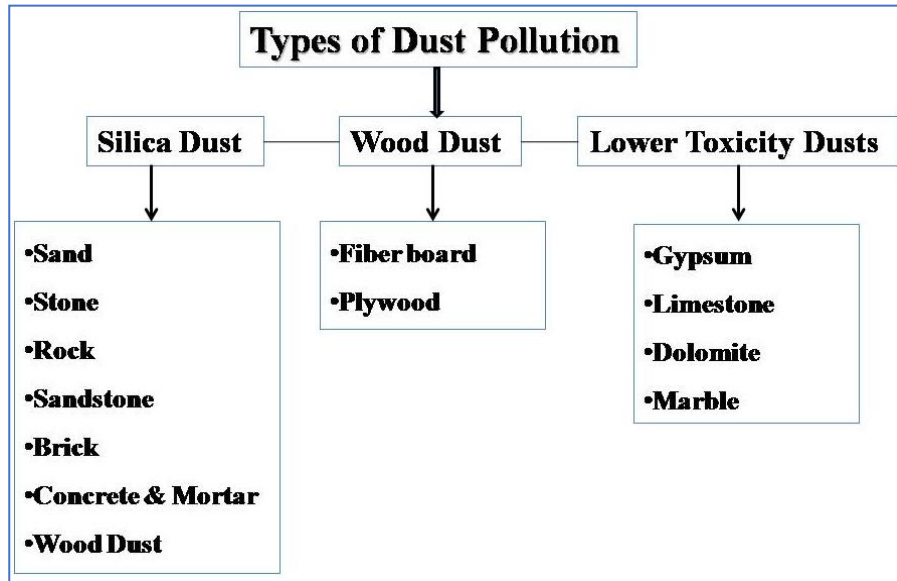 Types of Dust Pollution
Silica Dust
Wood Dust
Lower Toxicity Dusts
•Sand
•Stone
•Rock
•Sandstone
•Brick
•Concrete & Mortar
•Wood Dust
•Fiber board
•Plywood
•Gypsum
•Limestone
•Dolomite
•Marble